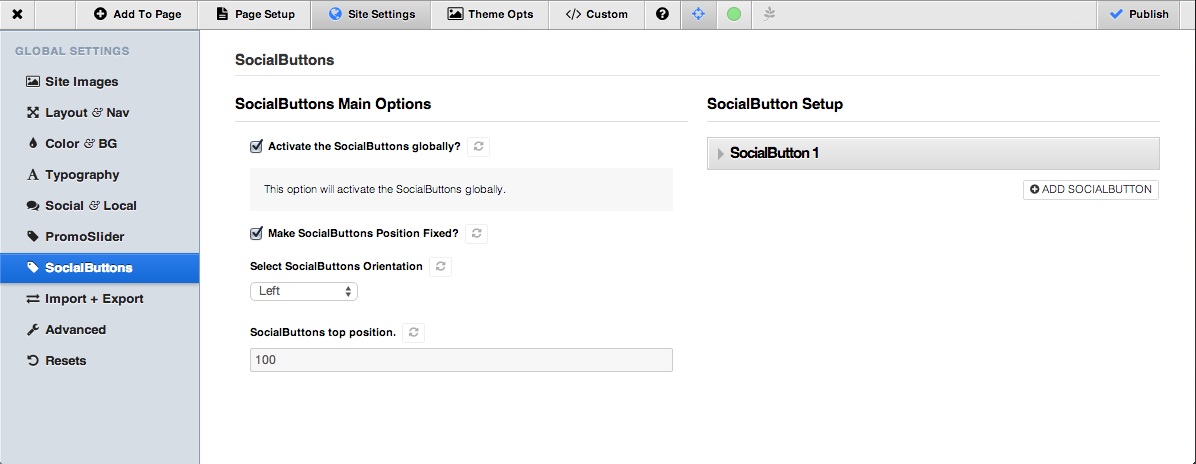 Add To Page Page Setup Site Settings Theme Opts </> Custom ? Publish
GLOBAL SETTINGS
Site Images
Layout & Nav
Color & BG
Typography
Social & Local
PromoSlider
SocialButtons
Import + Export
Advanced
Resets
SocialButtons
SocialButtons Main Options
Activate the SocialButtons globally?
This option will activate the SocialButtons globally.
Make SocialButtons Position Fixed?
Select SocialButtons Orientation
Left
SocialButtons top position.
100
SocialButton Setup
SocialButton 1
ADD SOCIALBUTTON